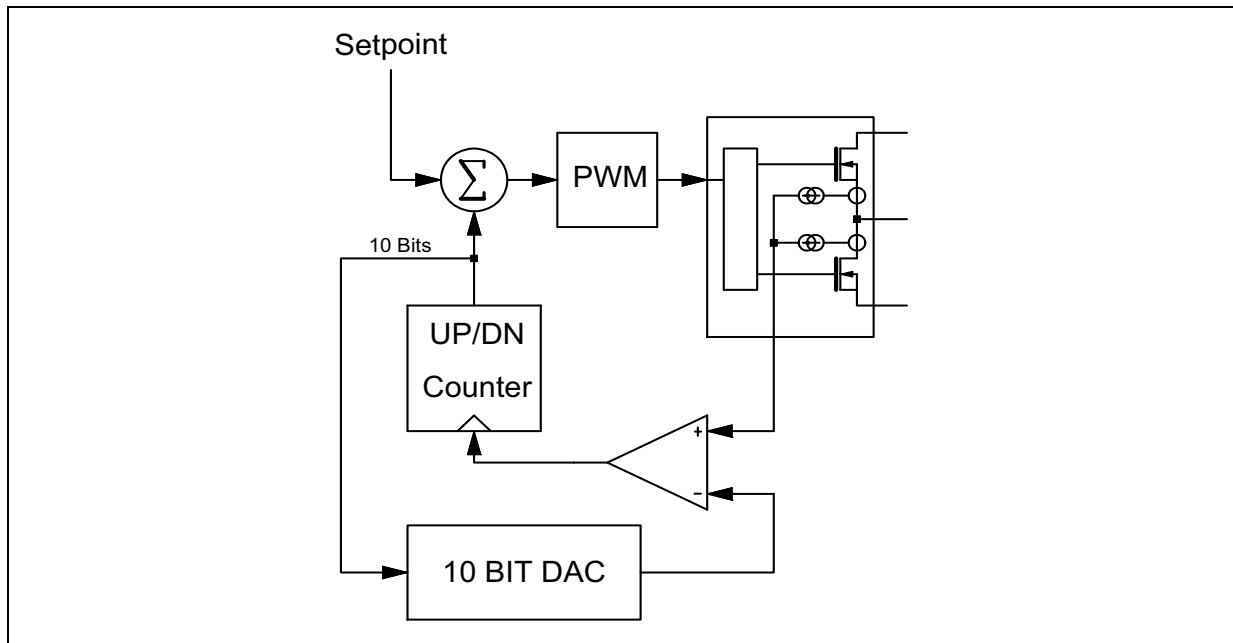 Setpoint
Σ
PWM
10 Bits
UP/DN
Counter
+
−
10 BIT DAC